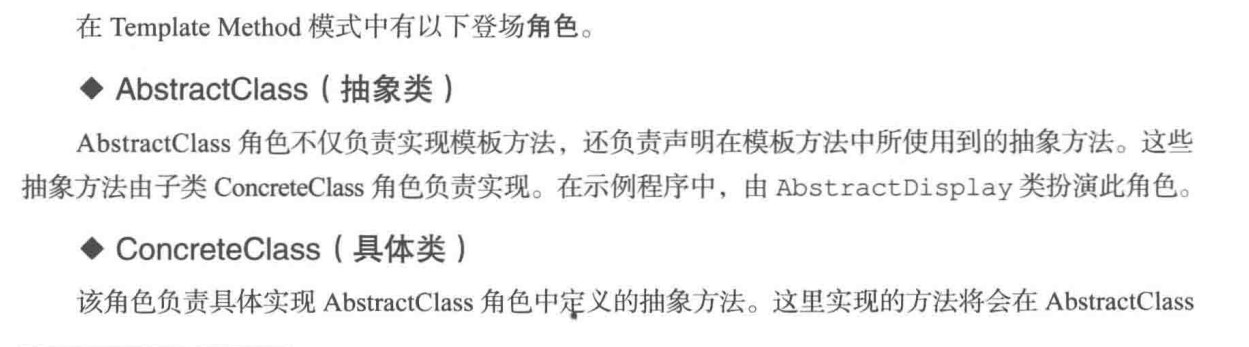 在 Template Method 模式中有以下登场角色。
◆ AbstractClass（抽象类）
AbstractClass 角色不仅负责实现模板方法，还负责声明在模板方法中所使用到的抽象方法。这些
抽象方法由子类 ConcreteClass 角色负责实现。在示例程序中，由 AbstractDisplay 类扮演此角色。
◆ ConcreteClass（具体类）
该角色负责具体实现 AbstractClass 角色中定义的抽象方法。这里实现的方法将会在 AbstractClass